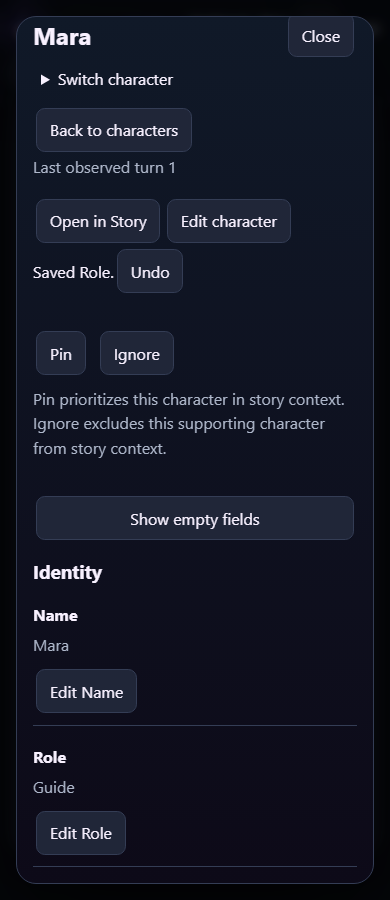 Mara
Close
▶ Switch character
Back to characters
Last observed turn 1
Open in Story
Edit character
Saved Role.
Undo
Pin
Ignore
Pin prioritizes this character in story context.
Ignore excludes this supporting character
from story context.
Show empty fields
Identity
Name
Mara
Edit Name
Role
Guide
Edit Role